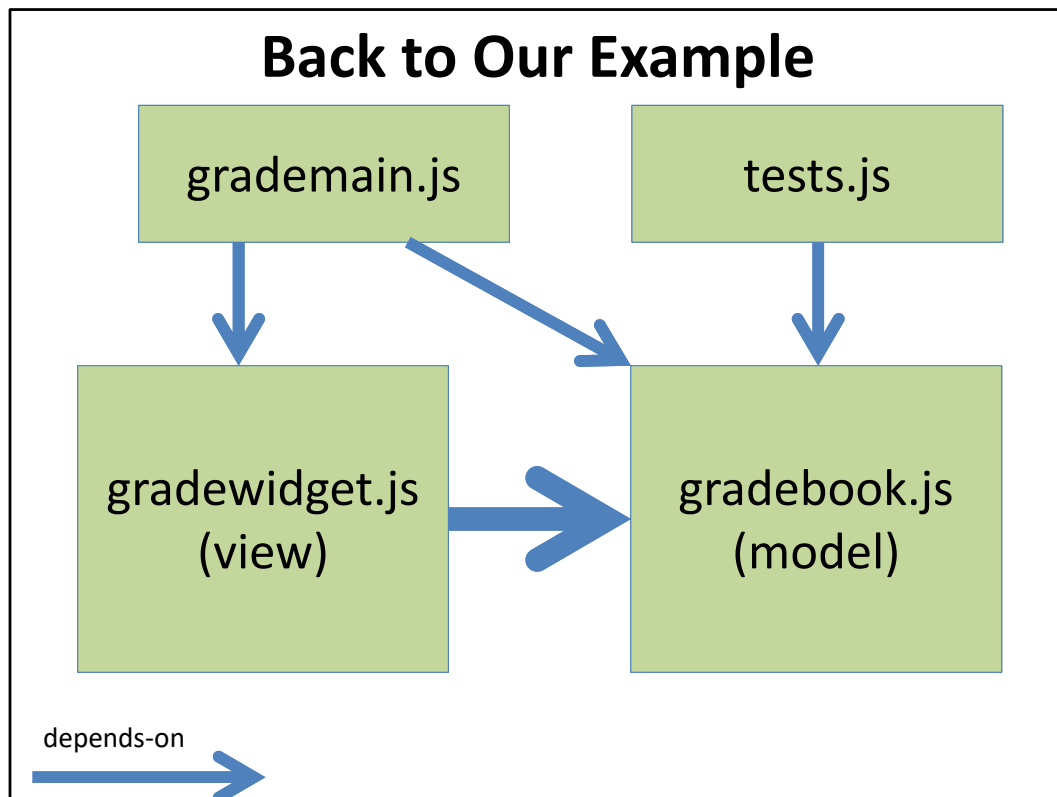 Back to Our Example
grademain.js
tests.js
gradewidget.js
(view)
gradebook.js
(model)
depends-on